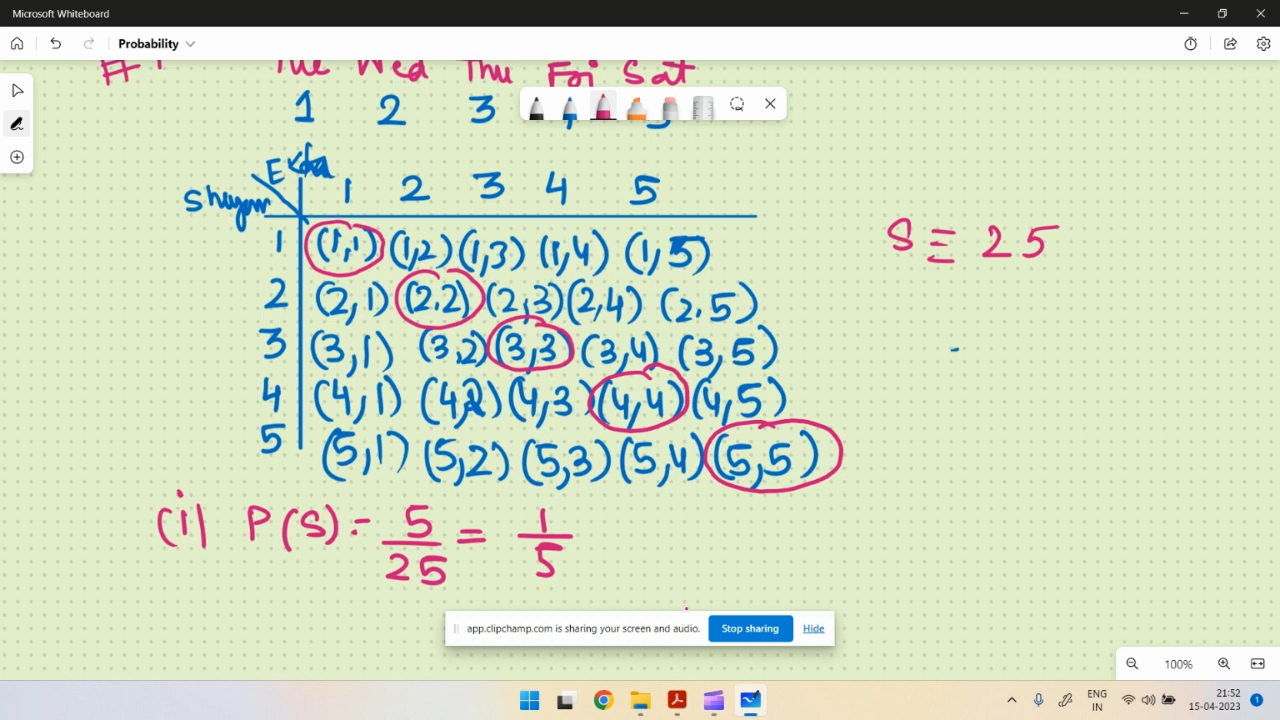 Microsoft Whiteboard
Probability
Tue Wed Thu Fri Sat
1 2 3 4 5
Ekta
Shyam 1 2 3 4 5
1 (1,1) (1,2) (1,3) (1,4) (1,5)
2 (2,1) (2,2) (2,3) (2,4) (2,5)
3 (3,1) (3,2) (3,3) (3,4) (3,5)
4 (4,1) (4,2) (4,3) (4,4) (4,5)
5 (5,1) (5,2) (5,3) (5,4) (5,5)
S ≡ 25
(i) P(S) = 5/25 = 1/5
app.clipchamp.com is sharing your screen and audio. Stop sharing Hide
100%
ENG IN 21:52 15-04-2023 1